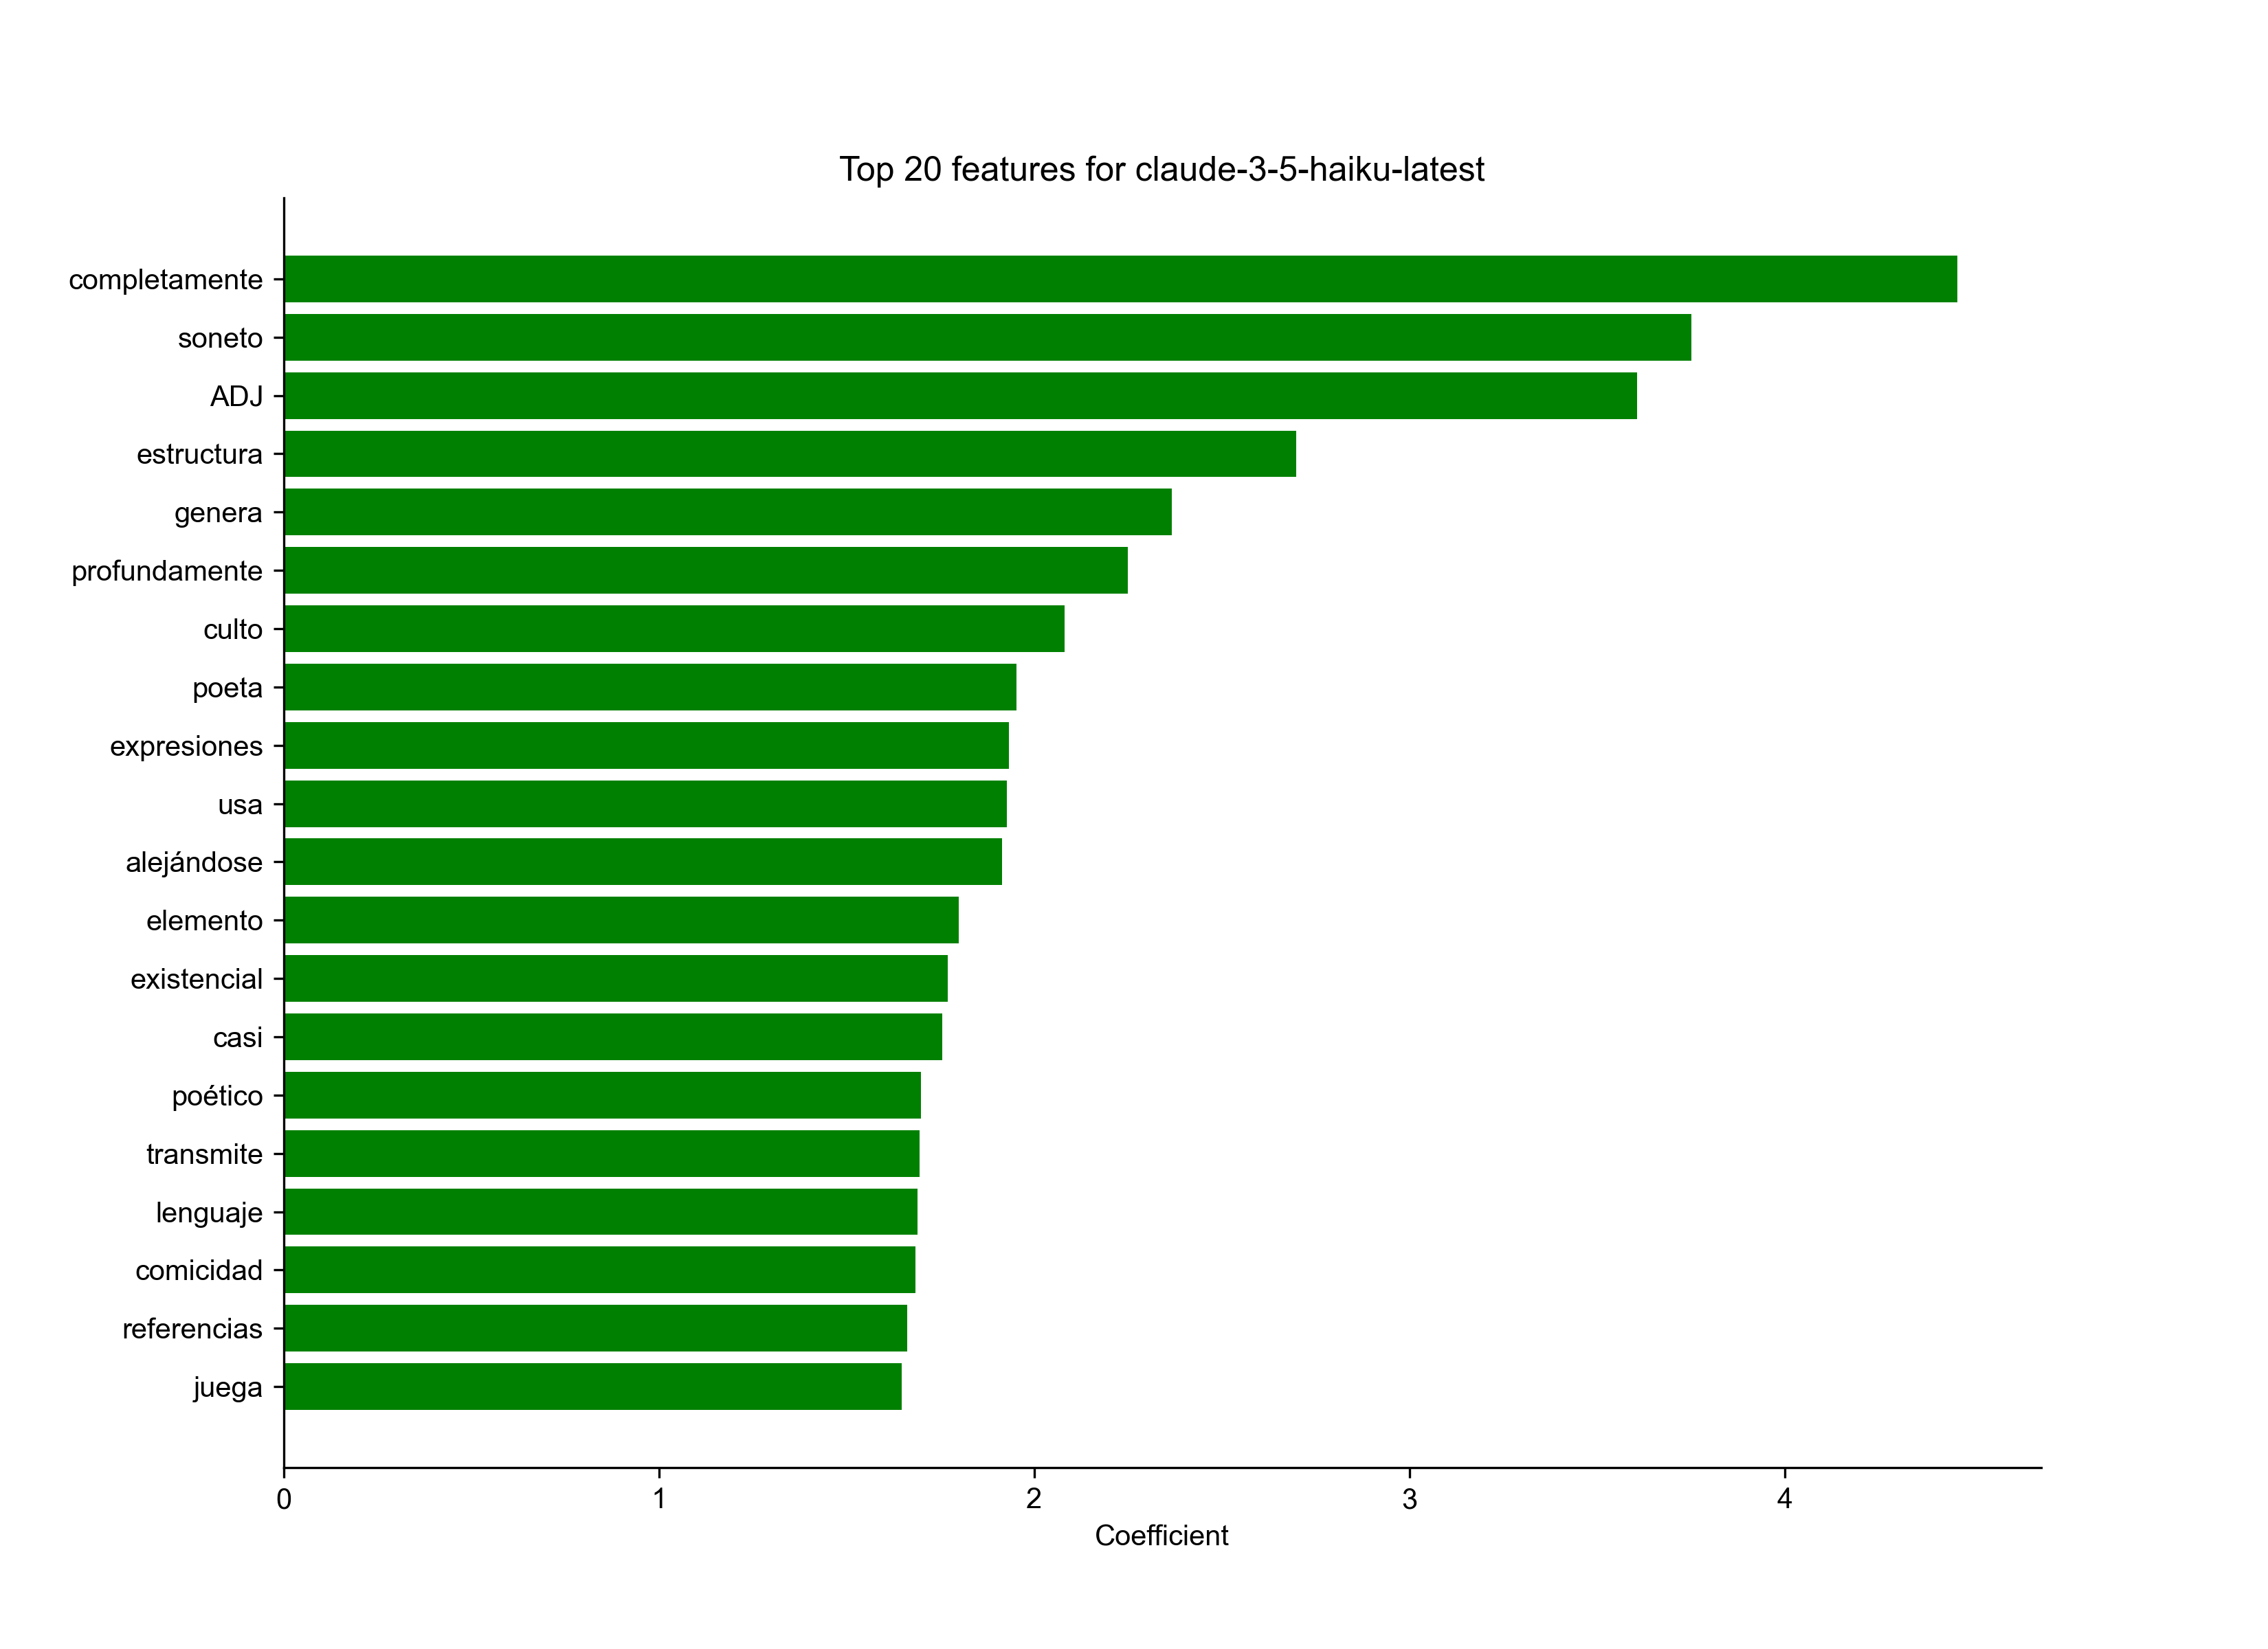 Top 20 features for claude-3-5-haiku-latest
completamente
soneto
ADJ
estructura
genera
profundamente
culto
poeta
expresiones
usa
alejándose
elemento
existencial
casi
poético
transmite
lenguaje
comicidad
referencias
juega
0 1 2 3 4
Coefficient